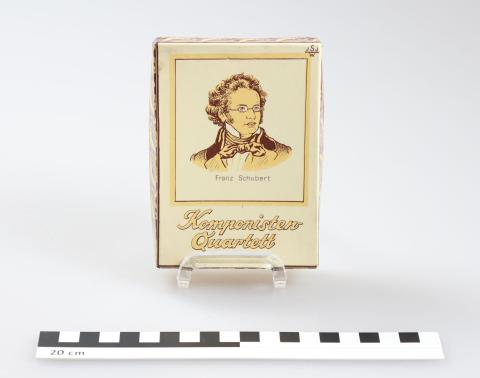 Franz Schubert
Komponisten-
Quartett
20 cm